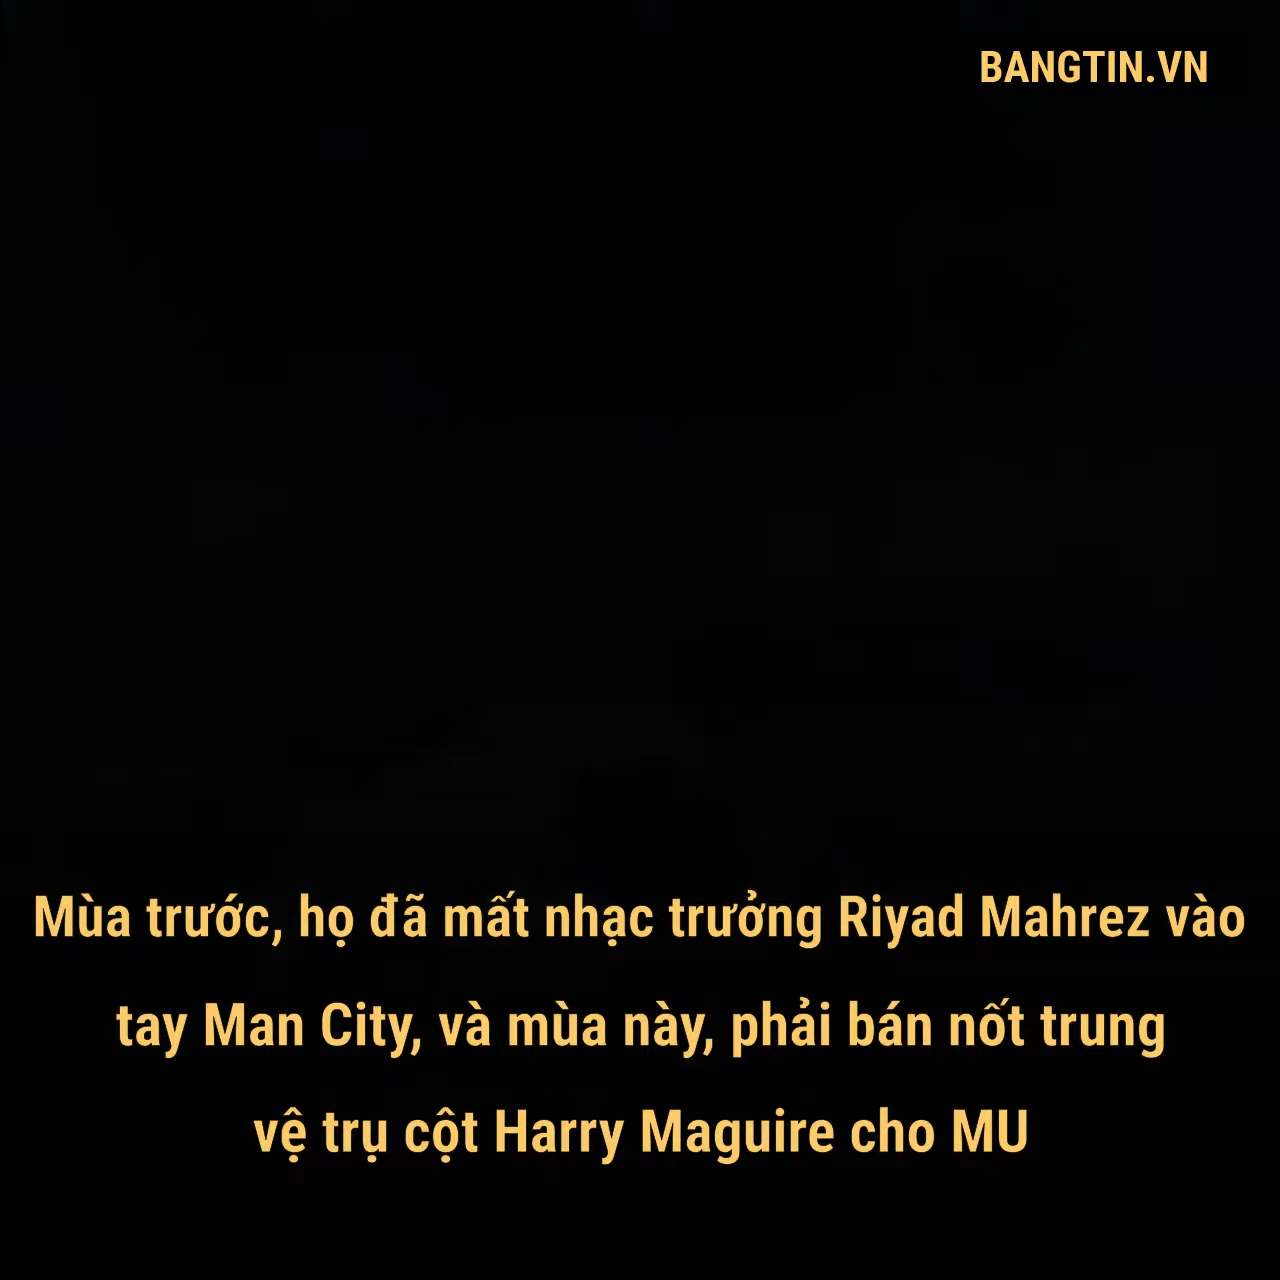 BANGTIN.VN
Mùa trước, họ đã mất nhạc trưởng Riyad Mahrez vào
tay Man City, và mùa này, phải bán nốt trung
vệ trụ cột Harry Maguire cho MU